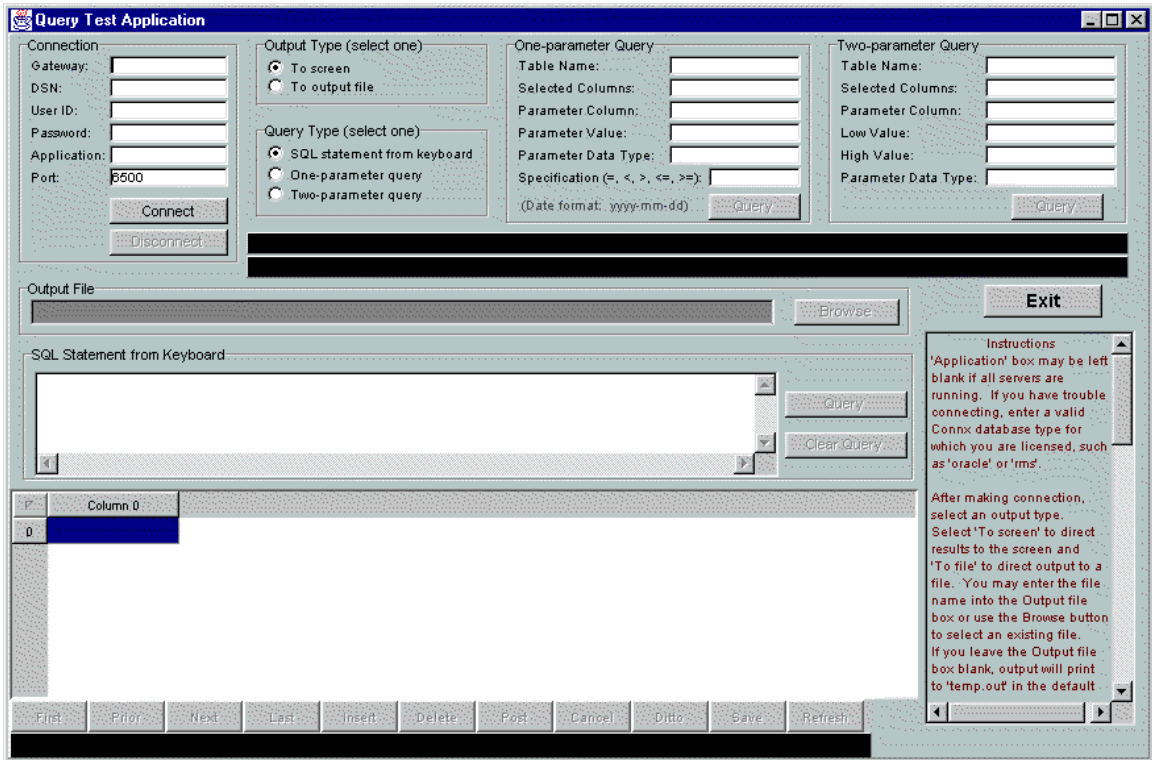 Query Test Application
Connection
Gateway:
DSN:
User ID:
Password:
Application:
Port: 6500
Connect
Disconnect
Output Type (select one)
To screen
To output file
Query Type (select one)
SQL statement from keyboard
One-parameter query
Two-parameter query
One-parameter Query
Table Name:
Selected Columns:
Parameter Column:
Parameter Value:
Parameter Data Type:
Specification (=, <, >, <=, >=):
(Date format: yyyy-mm-dd)
Query
Two-parameter Query
Table Name:
Selected Columns:
Parameter Column:
Low Value:
High Value:
Parameter Data Type:
Query
Output File
Browse
Exit
SQL Statement from Keyboard
Query
Clear Query
Instructions
'Application' box may be left
blank if all servers are
running. If you have trouble
connecting, enter a valid
Connx database type for
which you are licensed, such
as 'oracle' or 'rms'.
After making connection,
select an output type.
Select 'To screen' to direct
results to the screen and
'To file' to direct output to a
file. You may enter the file
name into the Output file
box or use the Browse button
to select an existing file.
If you leave the Output file
box blank, output will print
to 'temp.out' in the default
Column 0
0
First Prior Next Last Insert Delete Post Cancel Ditto Save Refresh